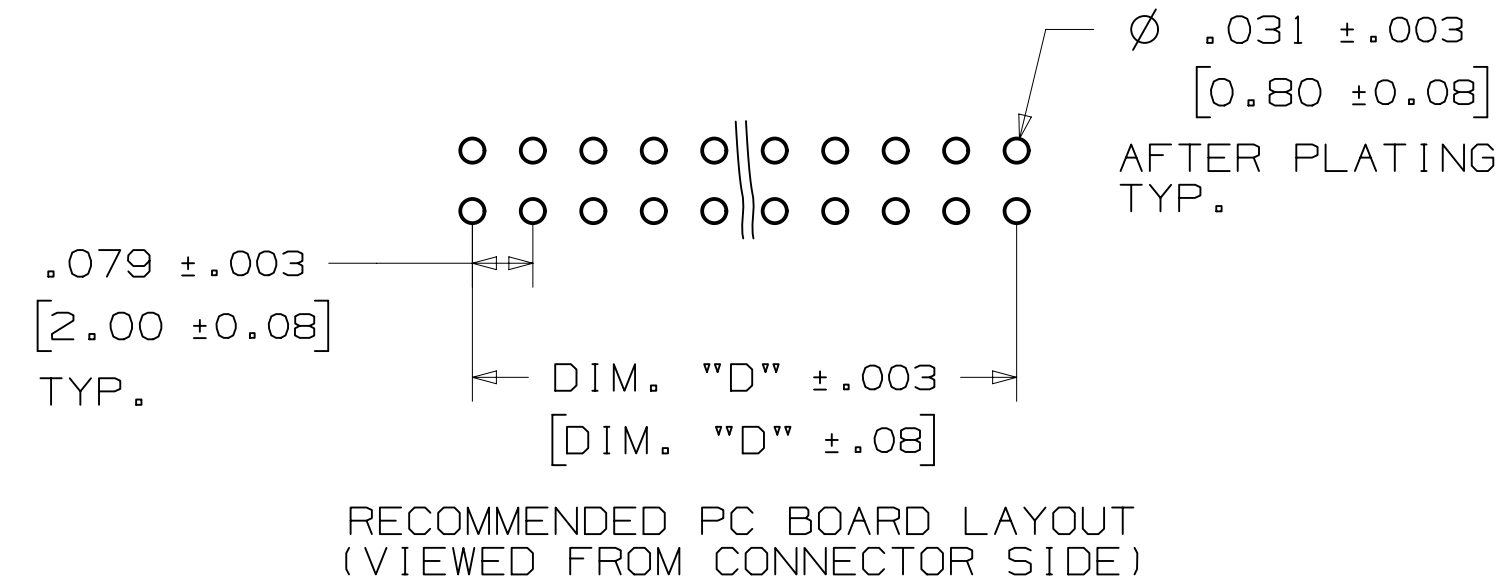 Ø .031 ±.003
[0.80 ±0.08]
AFTER PLATING
TYP.
.079 ±.003
[2.00 ±0.08]
TYP.
DIM. "D" ±.003
[DIM. "D" ±.08]
RECOMMENDED PC BOARD LAYOUT
(VIEWED FROM CONNECTOR SIDE)